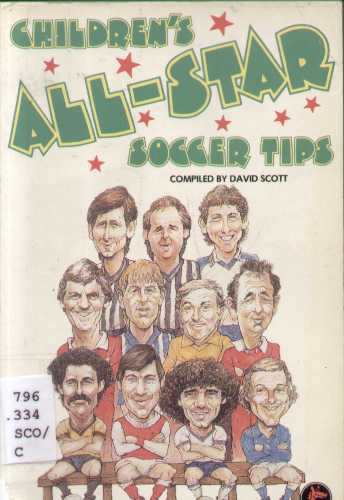 CHILDREN'S
ALL-STAR
SOCCER TIPS
COMPILED BY DAVID SCOTT
796
.334
SCO/
C